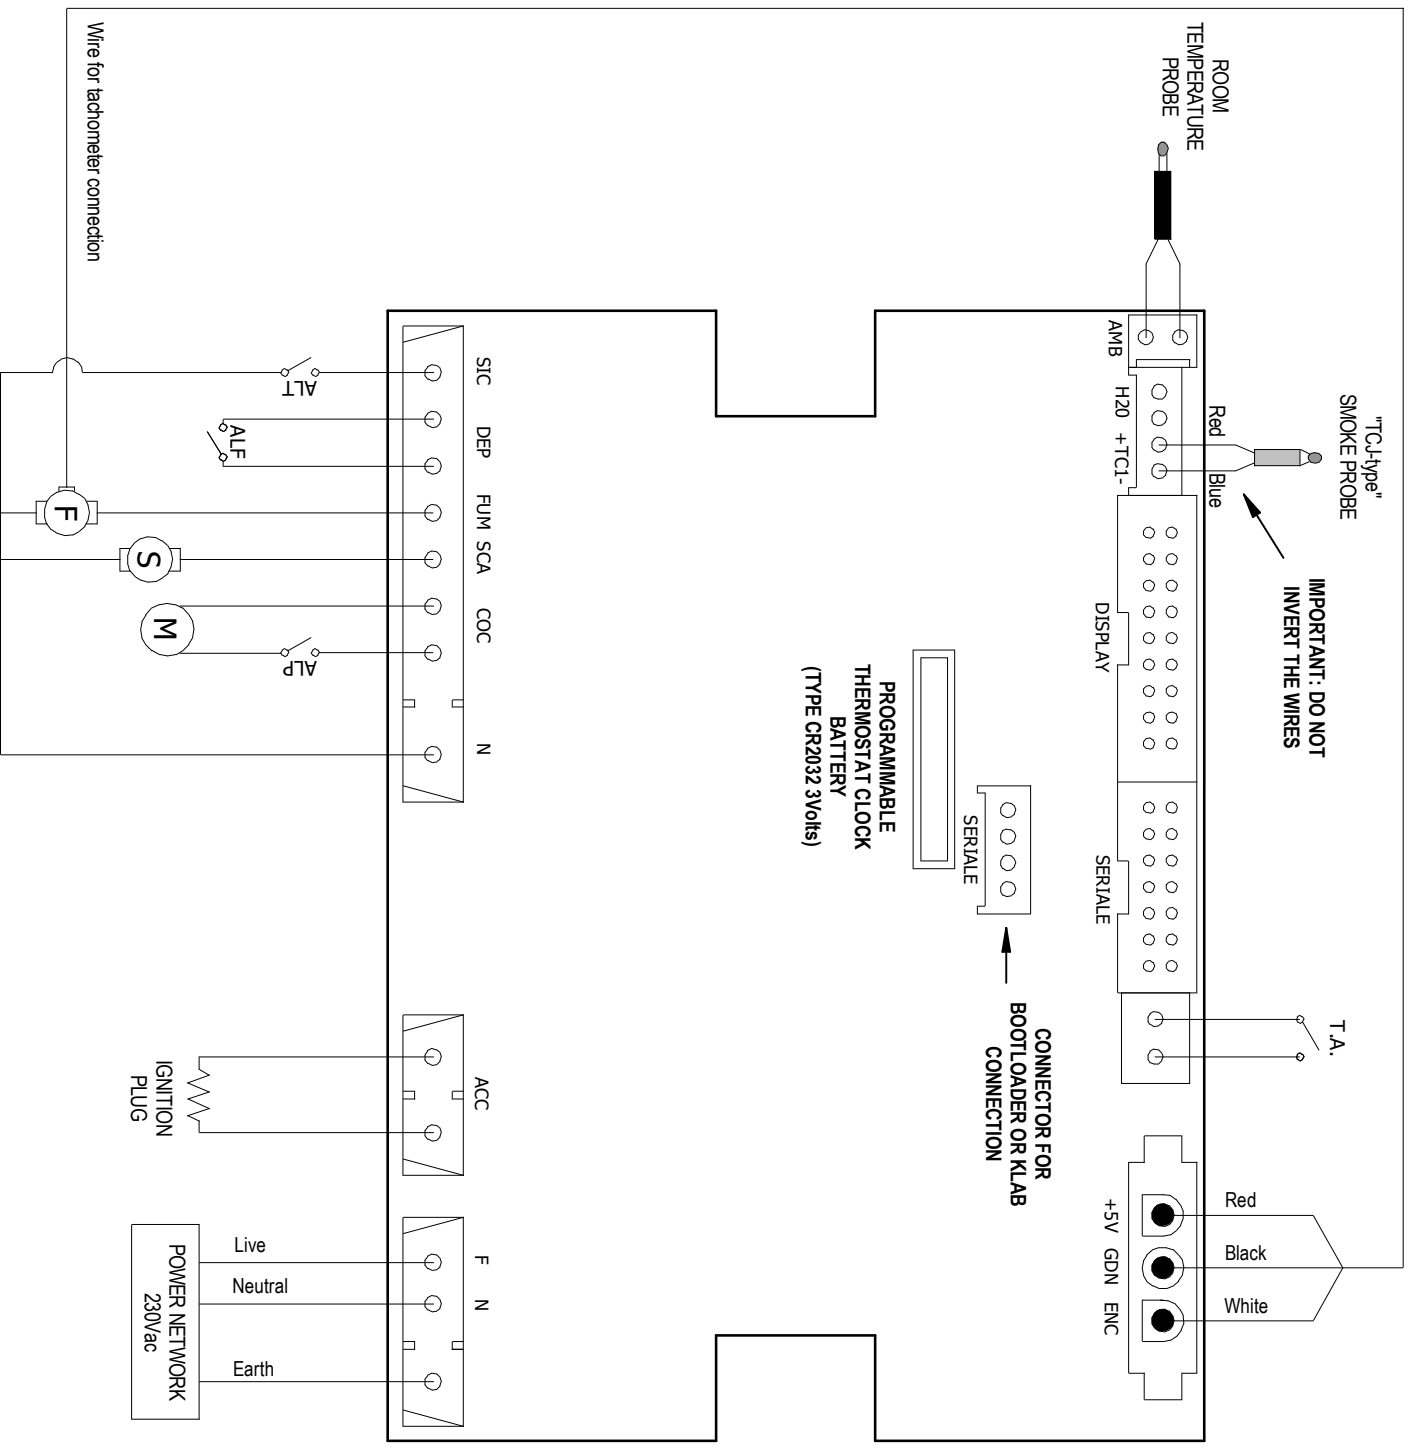 Wire for tachometer connection
ROOM
TEMPERATURE
PROBE
"TCJ-type"
SMOKE PROBE
Red
Blue
IMPORTANT: DO NOT
INVERT THE WIRES
AMB
H20
+TC1-
DISPLAY
SERIALE
T.A.
+5V
GDN
ENC
Red
Black
White
PROGRAMMABLE
THERMOSTAT CLOCK
BATTERY
(TYPE CR2032 3Volts)
SERIALE
CONNECTOR FOR
BOOTLOADER OR KLAB
CONNECTION
SIC
DEP
FUM
SCA
COC
N
ALT
ALF
F
S
M
ALP
ACC
IGNITION
PLUG
F
N
Live
Neutral
Earth
POWER NETWORK
230Vac